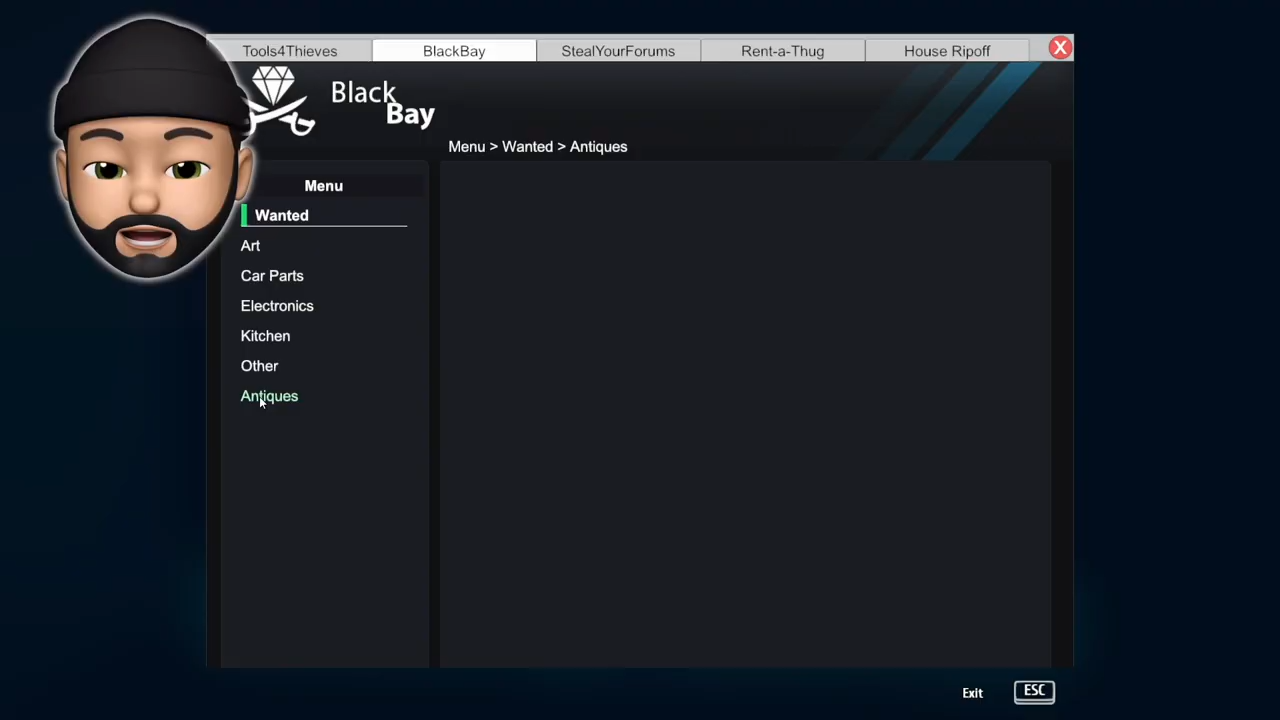 Tools4Thieves
BlackBay
StealYourForums
Rent-a-Thug
House Ripoff
X
Black
Bay
Menu > Wanted > Antiques
Menu
Wanted
Art
Car Parts
Electronics
Kitchen
Other
Antiques
Exit
ESC